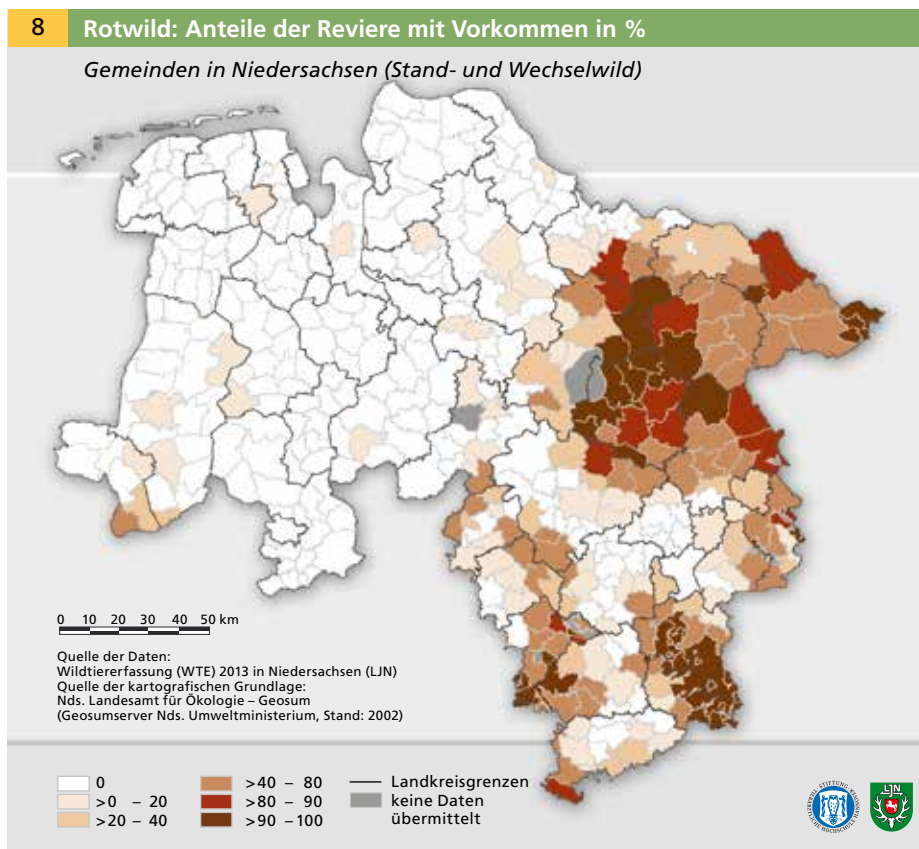 8 Rotwild: Anteile der Reviere mit Vorkommen in %
Gemeinden in Niedersachsen (Stand- und Wechselwild)
0 10 20 30 40 50 km
Quelle der Daten:
Wildtiererfassung (WTE) 2013 in Niedersachsen (LJN)
Quelle der kartografischen Grundlage:
Nds. Landesamt für Ökologie – Geosum
(Geosumserver Nds. Umweltministerium, Stand: 2002)
0
>0 – 20
>20 – 40
>40 – 80
>80 – 90
>90 – 100
Landkreisgrenzen
keine Daten
übermittelt
LJN